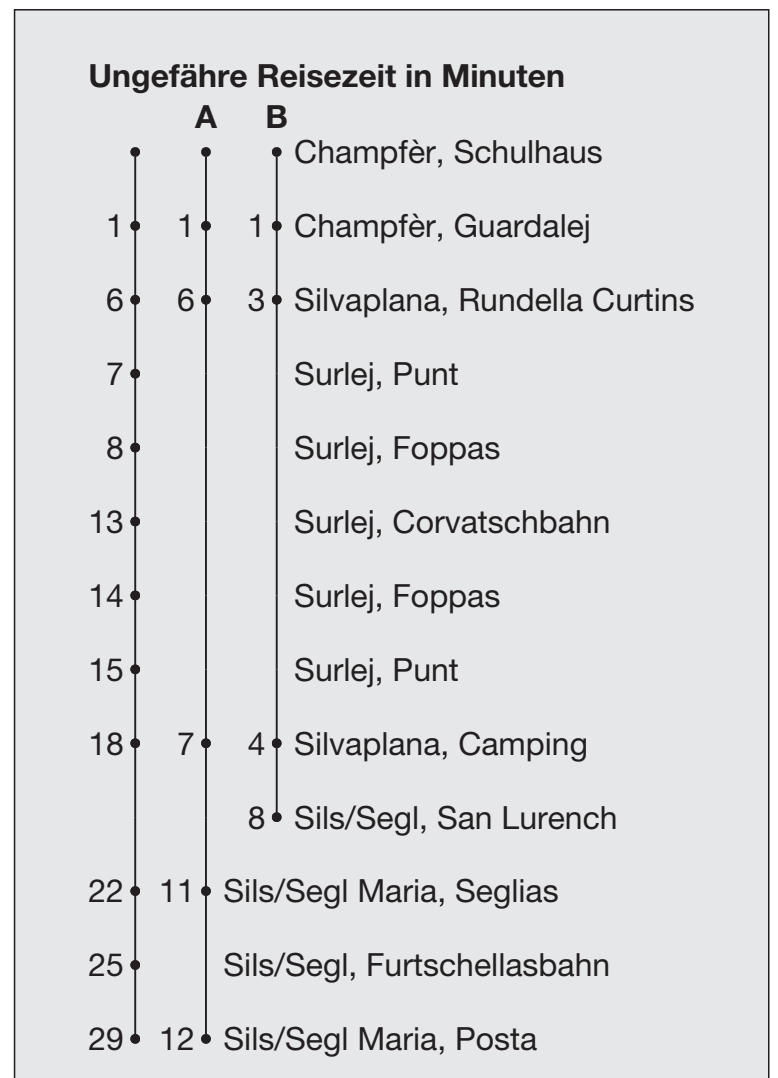 Ungefähre Reisezeit in Minuten
A B
Champfèr, Schulhaus
1 1 1 Champfèr, Guardalej
6 6 3 Silvaplana, Rundella Curtins
7 Surlej, Punt
8 Surlej, Foppas
13 Surlej, Corvatschbahn
14 Surlej, Foppas
15 Surlej, Punt
18 7 4 Silvaplana, Camping
8 Sils/Segl, San Lurench
22 11 Sils/Segl Maria, Seglias
25 Sils/Segl, Furtschellasbahn
29 12 Sils/Segl Maria, Posta